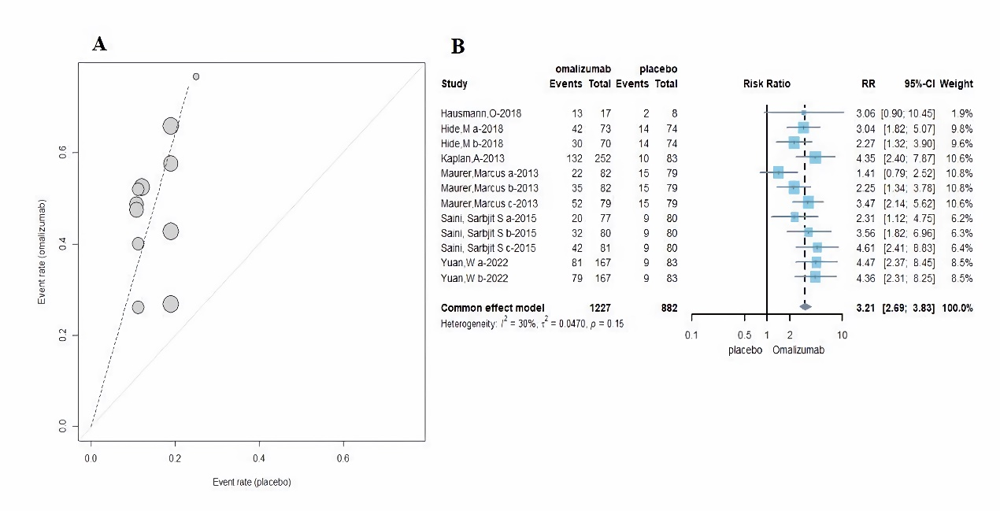 A
B
0.6
0.4
0.2
0.0
Event rate (omalizumab)
0.0 0.2 0.4 0.6
Event rate (placebo)
omalizumab placebo
Study Events Total Events Total Risk Ratio RR 95%-CI Weight
Hausmann,O-2018 13 17 2 8 3.06 [0.90; 10.45] 1.9%
Hide,M a-2018 42 73 14 74 3.04 [1.82; 5.07] 9.8%
Hide,M b-2018 30 70 14 74 2.27 [1.32; 3.90] 9.6%
Kaplan,A-2013 132 252 10 83 4.35 [2.40; 7.87] 10.6%
Maurer,Marcus a-2013 22 82 15 79 1.41 [0.79; 2.52] 10.8%
Maurer,Marcus b-2013 35 82 15 79 2.25 [1.34; 3.78] 10.8%
Maurer,Marcus c-2013 52 79 15 79 3.47 [2.14; 5.62] 10.6%
Saini, Sarbjit S a-2015 20 77 9 80 2.31 [1.12; 4.75] 6.2%
Saini, Sarbjit S b-2015 32 80 9 80 3.56 [1.82; 6.96] 6.3%
Saini, Sarbjit S c-2015 42 81 9 80 4.61 [2.41; 8.83] 6.4%
Yuan,W a-2022 81 167 9 83 4.47 [2.37; 8.45] 8.5%
Yuan,W b-2022 79 167 9 83 4.36 [2.31; 8.25] 8.5%
Common effect model 1227 882 3.21 [2.69; 3.83] 100.0%
Heterogeneity: I² = 30%, τ² = 0.0470, p = 0.15
0.1 0.5 1 2 10
placebo Omalizumab